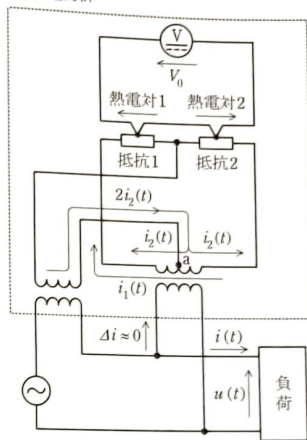 V
V₀
熱電対1 熱電対2
抵抗1 抵抗2
2i₂(t)
i₂(t) a i₂(t)
i₁(t)
Δi≈0 i(t)
u(t) 負荷